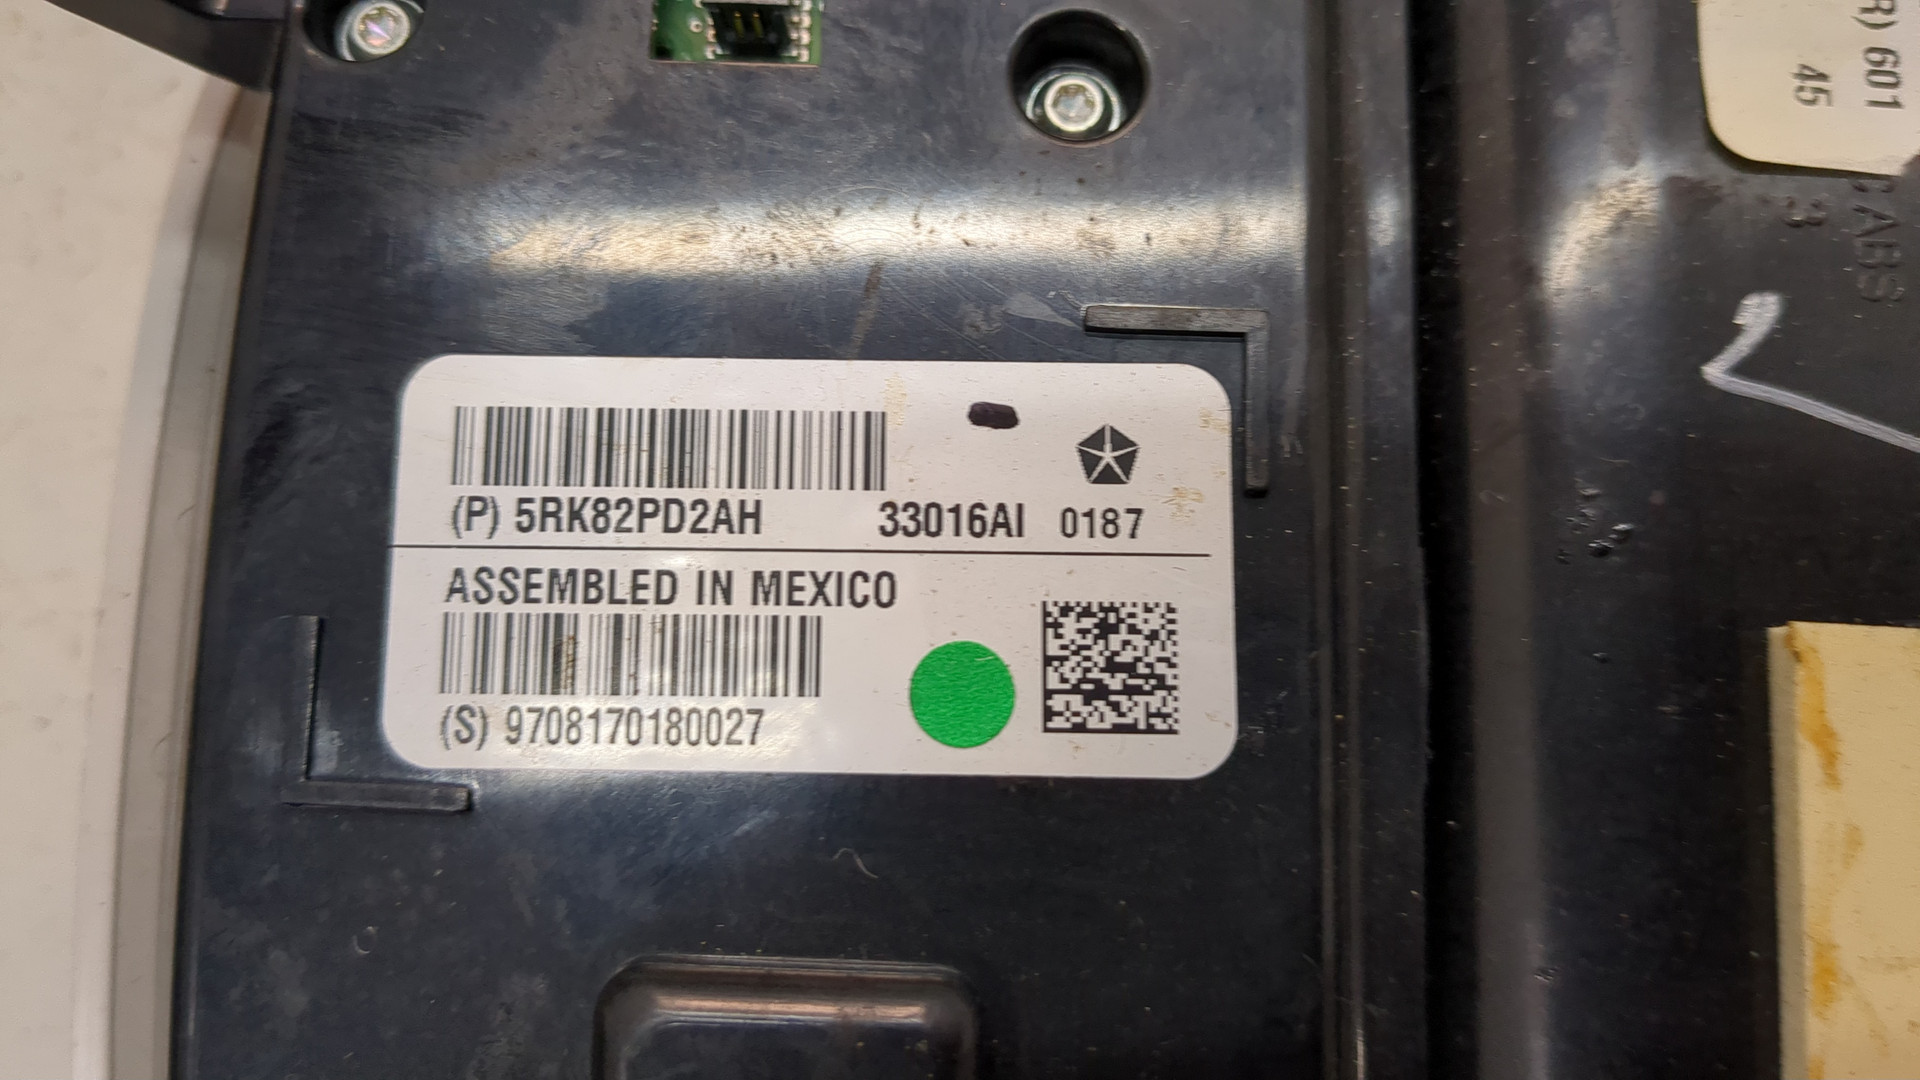 (P) 5RK82PD2AH 33016AI 0187
ASSEMBLED IN MEXICO
(S) 9708170180027
R) 601
45
ABS
3